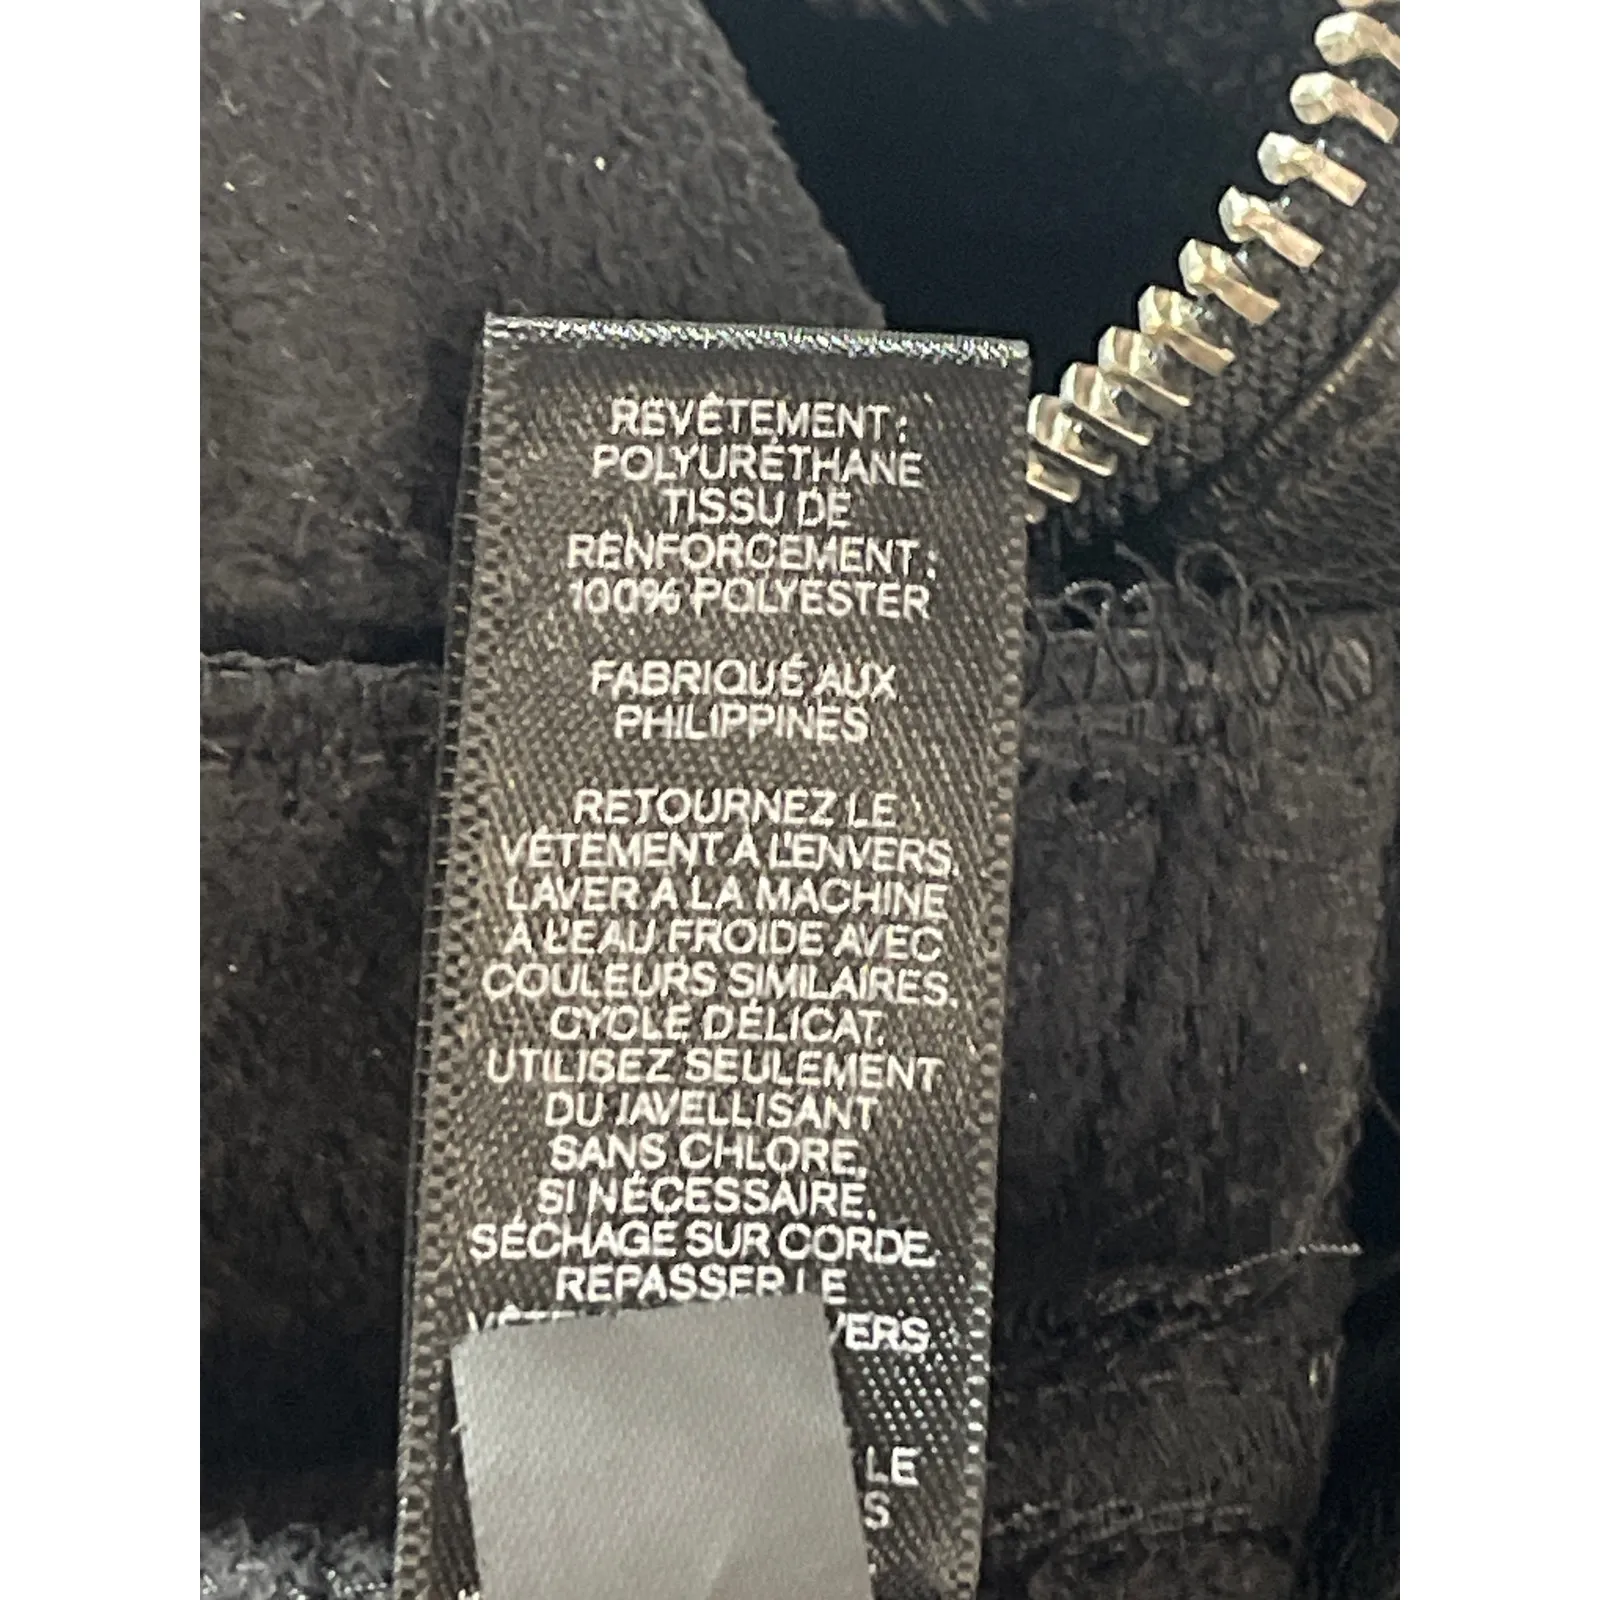 REVÊTEMENT :
POLYURÉTHANE
TISSU DE
RENFORCEMENT :
100% POLYESTER
FABRIQUÉ AUX
PHILIPPINES
RETOURNEZ LE
VÊTEMENT À L'ENVERS.
LAVER À LA MACHINE
À L'EAU FROIDE AVEC
COULEURS SIMILAIRES.
CYCLE DÉLICAT.
UTILISEZ SEULEMENT
DU JAVELLISANT
SANS CHLORE,
SI NÉCESSAIRE.
SÉCHAGE SUR CORDE.
REPASSER LE
LE